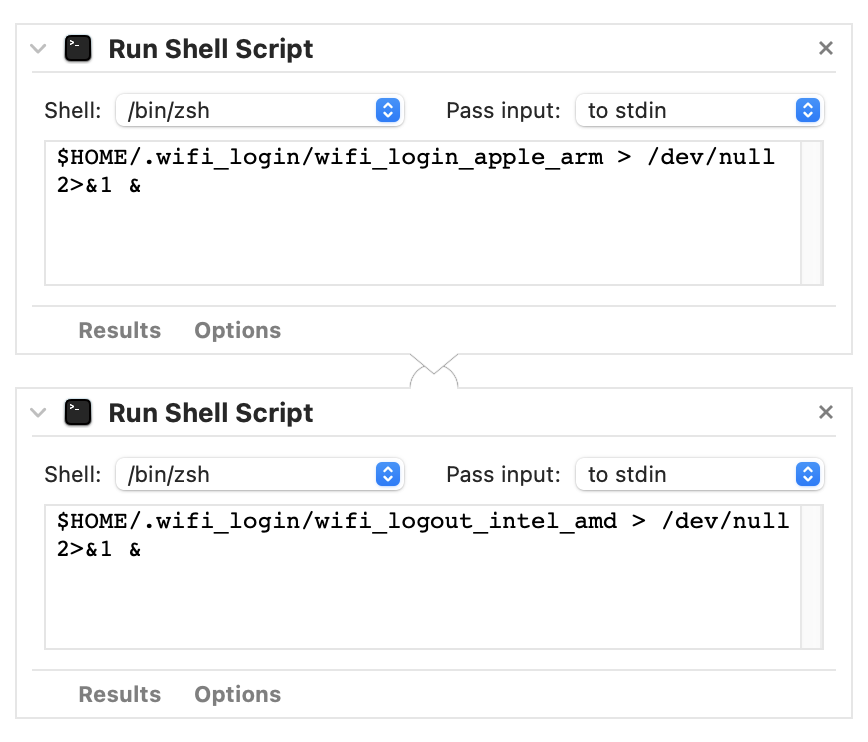 Run Shell Script
Shell: /bin/zsh Pass input: to stdin
$HOME/.wifi_login/wifi_login_apple_arm > /dev/null
2>&1 &
Results Options
Run Shell Script
Shell: /bin/zsh Pass input: to stdin
$HOME/.wifi_login/wifi_logout_intel_amd > /dev/null
2>&1 &
Results Options